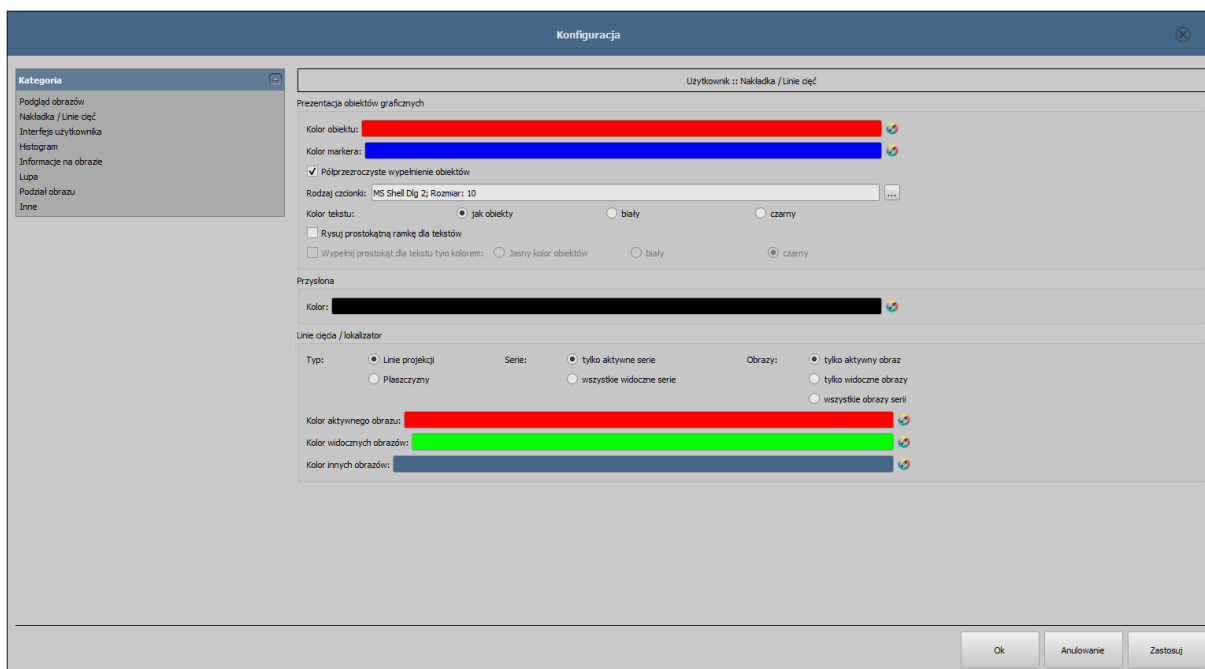 Konfiguracja
Kategoria
Podgląd obrazów
Nakładka / Linie cięć
Interfejs użytkownika
Histogram
Informacje na obrazie
Lupa
Podział obrazu
Inne
Użytkownik :: Nakładka / Linie cięć
Prezentacja obiektów graficznych
Kolor obiektu:
Kolor markera:
Półprzezroczyste wypełnienie obiektów
Rodzaj czcionki: MS Shell Dlg 2; Rozmiar: 10 ...
Kolor tekstu: jak obiekty biały czarny
Rysuj prostokątną ramkę dla tekstów
Wypełnij prostokąt dla tekstu tym kolorem: Jasny kolor obiektów biały czarny
Przysłona
Kolor:
Linie cięcia / lokalizator
Typ: Linie projekcji Serie: tylko aktywne serie Obrazy: tylko aktywny obraz
Płaszczyzny wszystkie widoczne serie tylko widoczne obrazy
wszystkie obrazy serii
Kolor aktywnego obrazu:
Kolor widocznych obrazów:
Kolor innych obrazów:
Ok Anulowanie Zastosuj